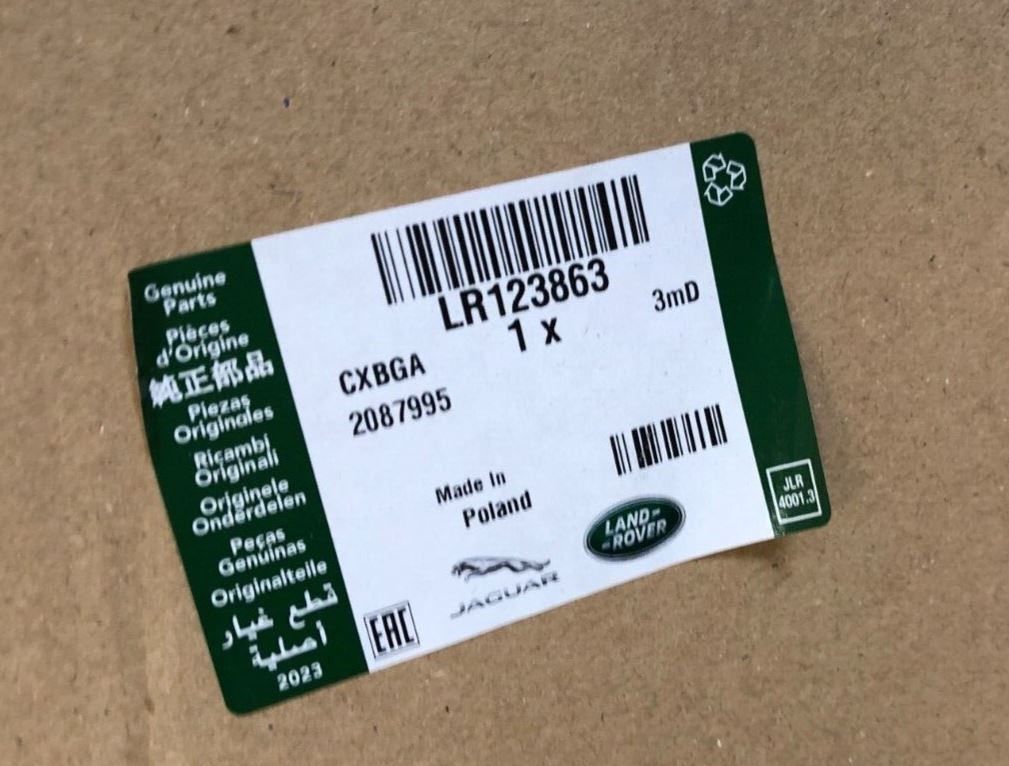 Genuine
Parts
Pièces
d'Origine
純正部品
Piezas
Originales
Ricambi
Originali
Originele
Onderdelen
Peças
Genuínas
Originalteile
قطع غيار
أصلية
2023
LR123863
1 X
3mD
CXBGA
2087995
Made In
Poland
LAND-
-ROVER
JAGUAR
EAC
JLR
4001.3